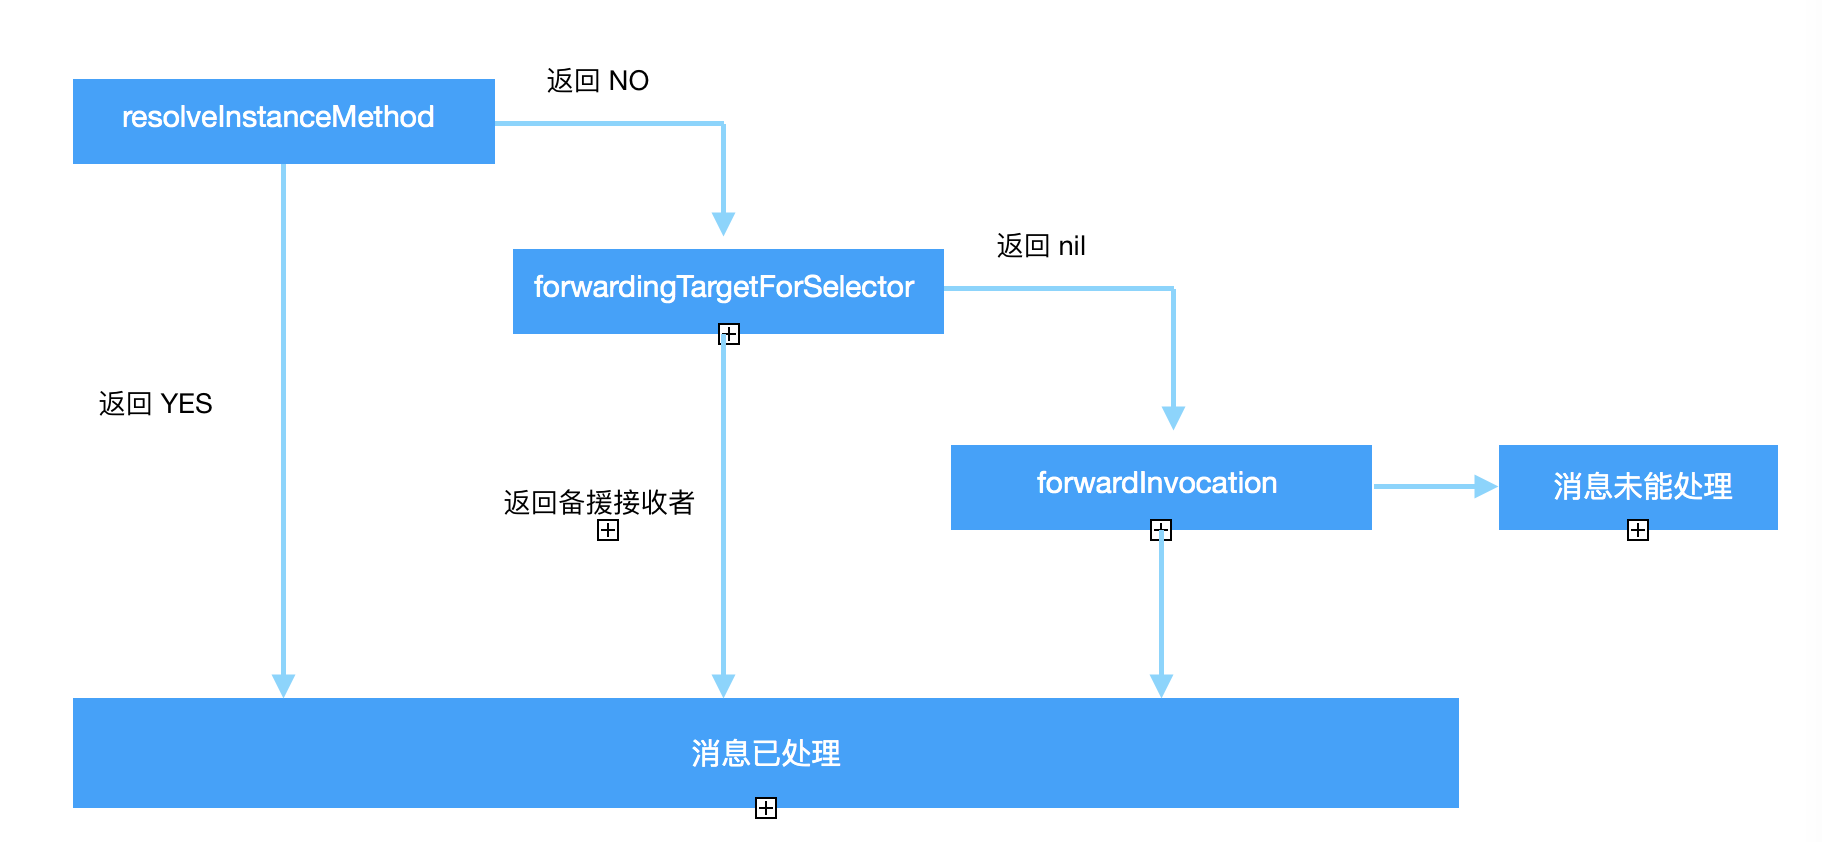 返回 NO
resolveInstanceMethod
返回 nil
forwardingTargetForSelector
返回 YES
forwardInvocation
消息未能处理
返回备援接收者
消息已处理